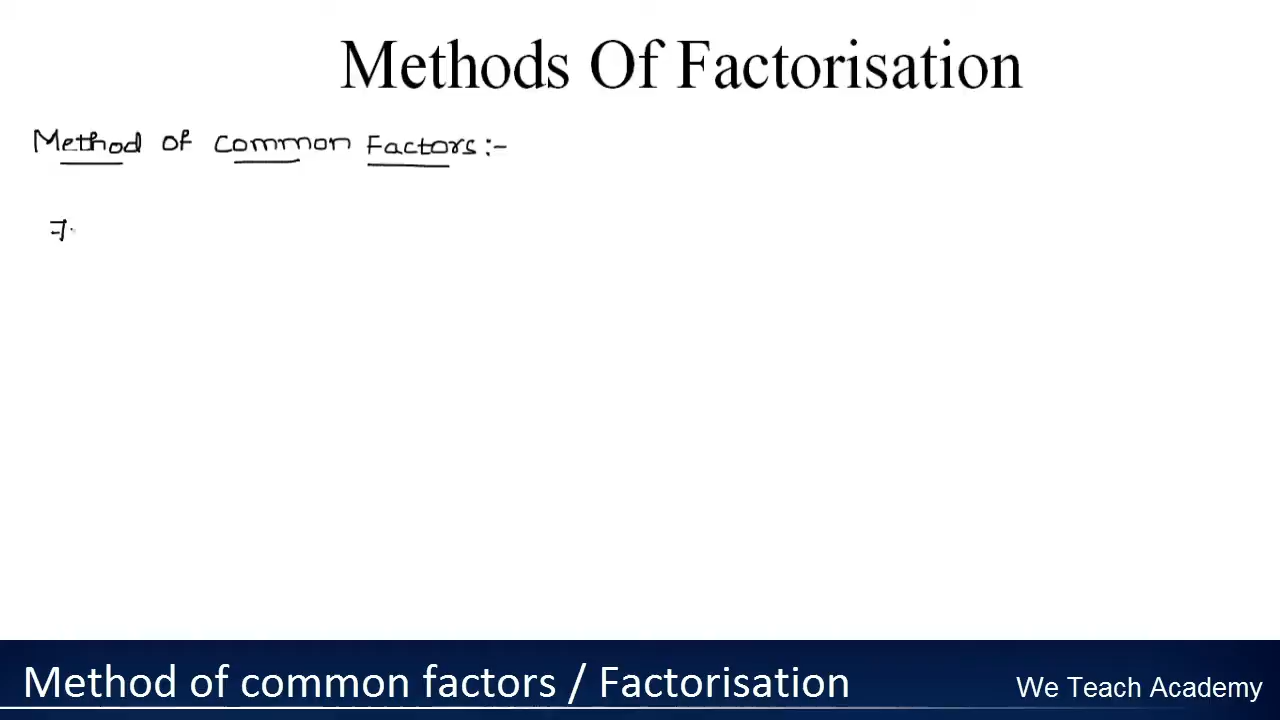 Methods Of Factorisation
Method of common Factors:-
Method of common factors / Factorisation
We Teach Academy